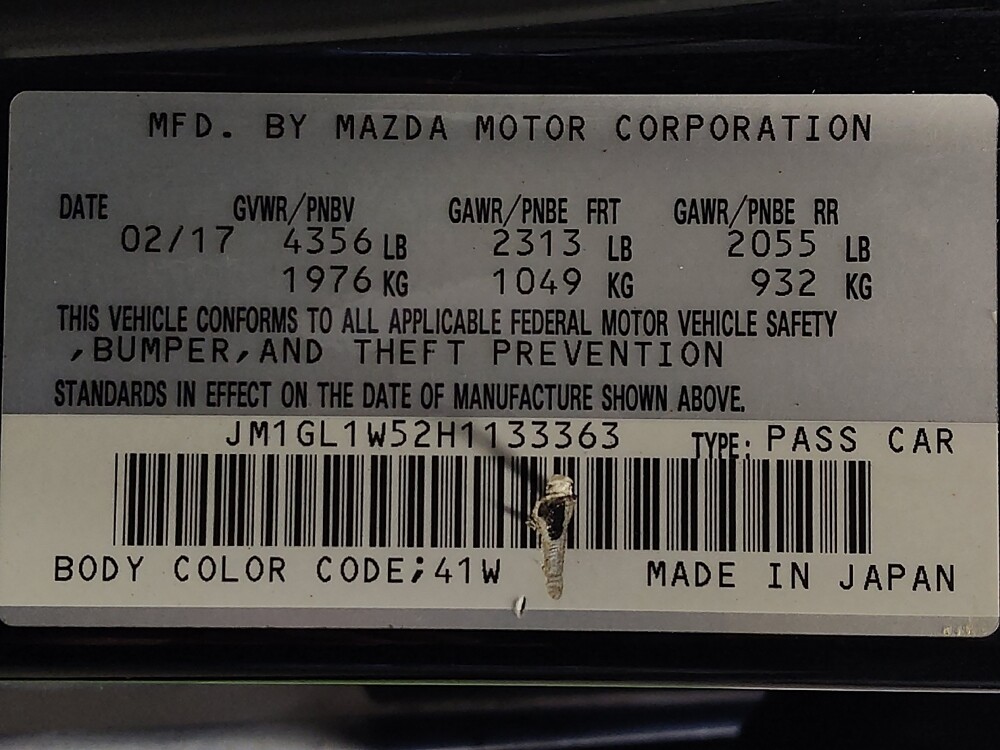 MFD. BY MAZDA MOTOR CORPORATION
DATE GVWR/PNBV GAWR/PNBE FRT GAWR/PNBE RR
02/17 4356 LB 2313 LB 2055 LB
1976 KG 1049 KG 932 KG
THIS VEHICLE CONFORMS TO ALL APPLICABLE FEDERAL MOTOR VEHICLE SAFETY
,BUMPER,AND THEFT PREVENTION
STANDARDS IN EFFECT ON THE DATE OF MANUFACTURE SHOWN ABOVE.
JM1GL1W52H1133363 TYPE: PASS CAR
BODY COLOR CODE;41W MADE IN JAPAN